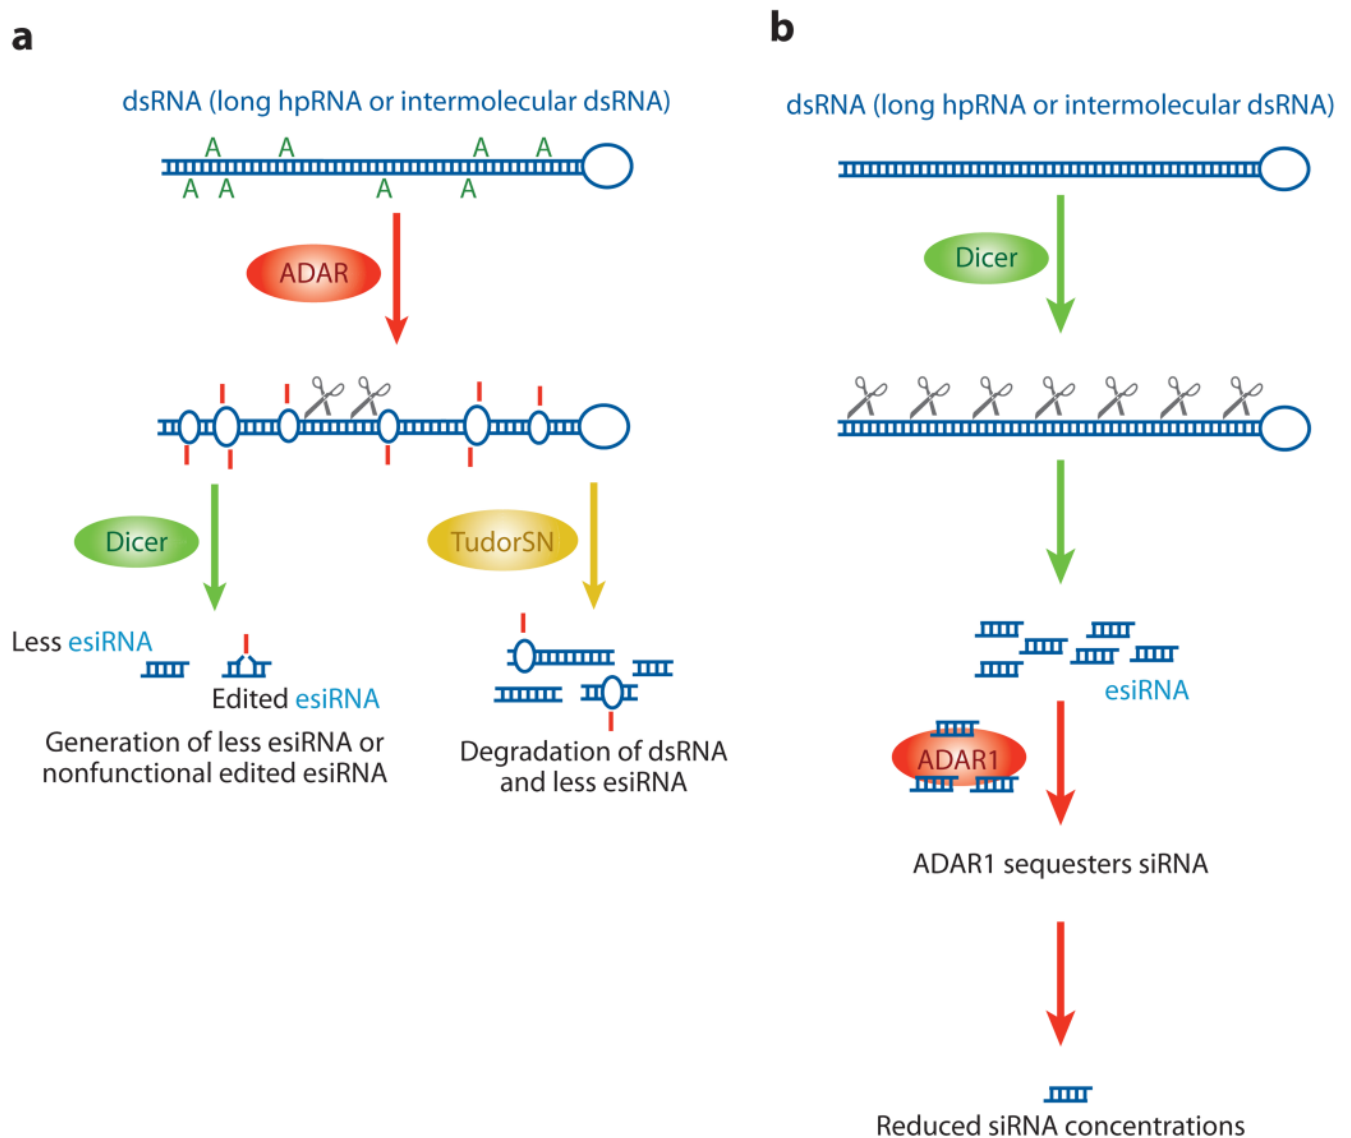 a
dsRNA (long hpRNA or intermolecular dsRNA)
A A A A
A A A A
ADAR
I I I I
I I I I
Dicer
TudorSN
Less esiRNA
I
Edited esiRNA
Generation of less esiRNA or
nonfunctional edited esiRNA
I
I
Degradation of dsRNA
and less esiRNA
b
dsRNA (long hpRNA or intermolecular dsRNA)
Dicer
esiRNA
ADAR1
ADAR1 sequesters siRNA
Reduced siRNA concentrations